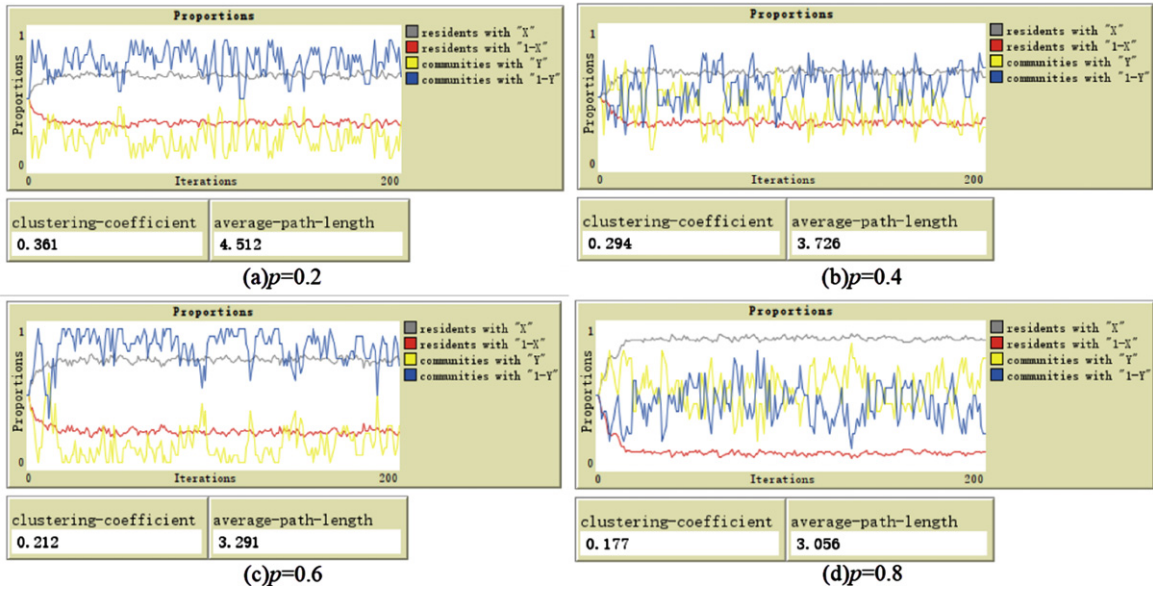 Proportions
1
Proportions
0
0
Iterations
200
residents with "X"
residents with "1-X"
communities with "Y"
communities with "1-Y"
clustering-coefficient
0.361
average-path-length
4.512
(a)p=0.2
Proportions
1
Proportions
0
0
Iterations
200
residents with "X"
residents with "1-X"
communities with "Y"
communities with "1-Y"
clustering-coefficient
0.294
average-path-length
3.726
(b)p=0.4
Proportions
1
Proportions
0
0
Iterations
200
residents with "X"
residents with "1-X"
communities with "Y"
communities with "1-Y"
clustering-coefficient
0.212
average-path-length
3.291
(c)p=0.6
Proportions
1
Proportions
0
0
Iterations
200
residents with "X"
residents with "1-X"
communities with "Y"
communities with "1-Y"
clustering-coefficient
0.177
average-path-length
3.056
(d)p=0.8